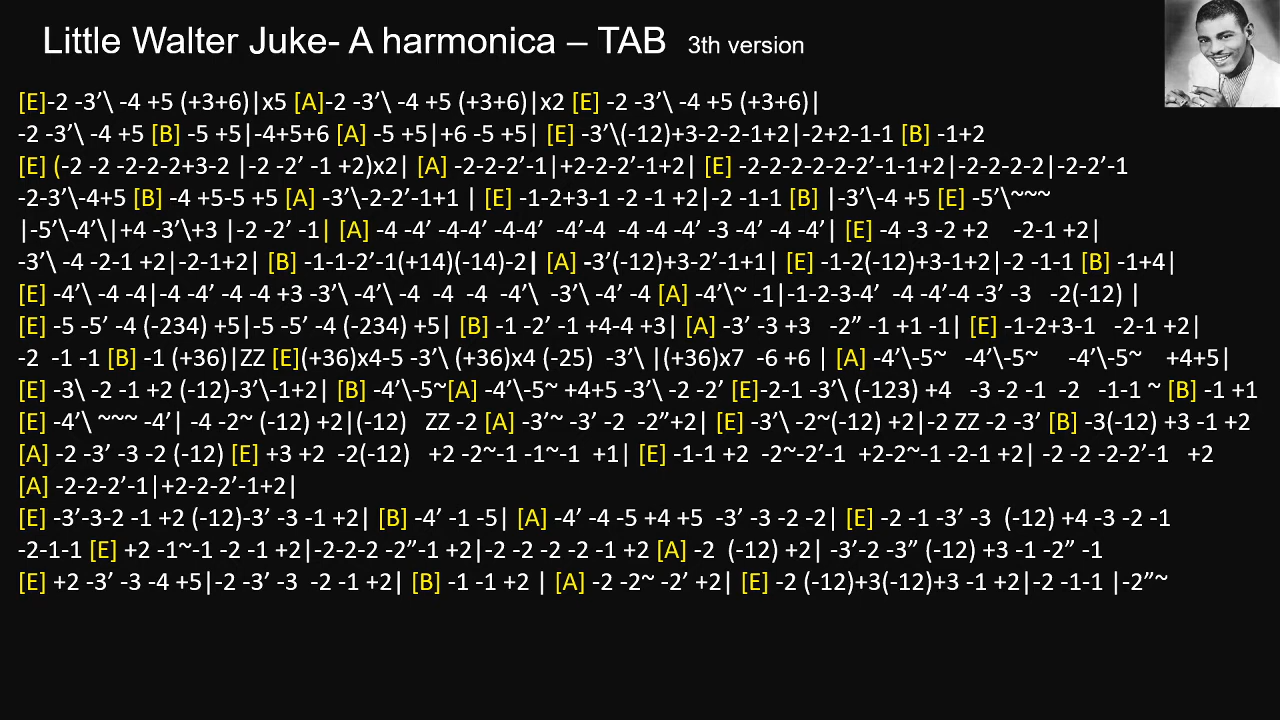 Little Walter Juke- A harmonica – TAB 3th version
[E]-2 -3’\ -4 +5 (+3+6)|x5 [A]-2 -3’\ -4 +5 (+3+6)|x2 [E] -2 -3’\ -4 +5 (+3+6)|
-2 -3’\ -4 +5 [B] -5 +5|-4+5+6 [A] -5 +5|+6 -5 +5| [E] -3’\(-12)+3-2-2-1+2|-2+2-1-1 [B] -1+2
[E] (-2 -2 -2-2-2+3-2 |-2 -2’ -1 +2)x2| [A] -2-2-2’-1|+2-2-2’-1+2| [E] -2-2-2-2-2-2’-1-1+2|-2-2-2-2|-2-2’-1
-2-3’\-4+5 [B] -4 +5-5 +5 [A] -3’\-2-2’-1+1 | [E] -1-2+3-1 -2 -1 +2|-2 -1-1 [B] |-3’\-4 +5 [E] -5’\~~~
|-5’\-4’\|+4 -3’\+3 |-2 -2’ -1| [A] -4 -4’ -4-4’ -4-4’ -4’-4 -4 -4 -4’ -3 -4’ -4 -4’| [E] -4 -3 -2 +2 -2-1 +2|
-3’\ -4 -2-1 +2|-2-1+2| [B] -1-1-2’-1(+14)(-14)-2| [A] -3’(-12)+3-2’-1+1| [E] -1-2(-12)+3-1+2|-2 -1-1 [B] -1+4|
[E] -4’\ -4 -4|-4 -4’ -4 -4 +3 -3’\ -4’\ -4 -4 -4 -4’\ -3’\ -4’ -4 [A] -4’\~ -1|-1-2-3-4’ -4 -4’-4 -3’ -3 -2(-12) |
[E] -5 -5’ -4 (-234) +5|-5 -5’ -4 (-234) +5| [B] -1 -2’ -1 +4-4 +3| [A] -3’ -3 +3 -2” -1 +1 -1| [E] -1-2+3-1 -2-1 +2|
-2 -1 -1 [B] -1 (+36)|ZZ [E](+36)x4-5 -3’\ (+36)x4 (-25) -3’\ |(+36)x7 -6 +6 | [A] -4’\-5~ -4’\-5~ -4’\-5~ +4+5|
[E] -3\ -2 -1 +2 (-12)-3’\-1+2| [B] -4’\-5~[A] -4’\-5~ +4+5 -3’\ -2 -2’ [E]-2-1 -3’\ (-123) +4 -3 -2 -1 -2 -1-1 ~ [B] -1 +1
[E] -4’\ ~~~ -4’| -4 -2~ (-12) +2|(-12) ZZ -2 [A] -3’~ -3’ -2 -2”+2| [E] -3’\ -2~(-12) +2|-2 ZZ -2 -3’ [B] -3(-12) +3 -1 +2
[A] -2 -3’ -3 -2 (-12) [E] +3 +2 -2(-12) +2 -2~-1 -1~-1 +1| [E] -1-1 +2 -2~-2’-1 +2-2~-1 -2-1 +2| -2 -2 -2-2’-1 +2
[A] -2-2-2’-1|+2-2-2’-1+2|
[E] -3’-3-2 -1 +2 (-12)-3’ -3 -1 +2| [B] -4’ -1 -5| [A] -4’ -4 -5 +4 +5 -3’ -3 -2 -2| [E] -2 -1 -3’ -3 (-12) +4 -3 -2 -1
-2-1-1 [E] +2 -1~-1 -2 -1 +2|-2-2-2 -2”-1 +2|-2 -2 -2 -2 -1 +2 [A] -2 (-12) +2| -3’-2 -3” (-12) +3 -1 -2” -1
[E] +2 -3’ -3 -4 +5|-2 -3’ -3 -2 -1 +2| [B] -1 -1 +2 | [A] -2 -2~ -2’ +2| [E] -2 (-12)+3(-12)+3 -1 +2|-2 -1-1 |-2”~